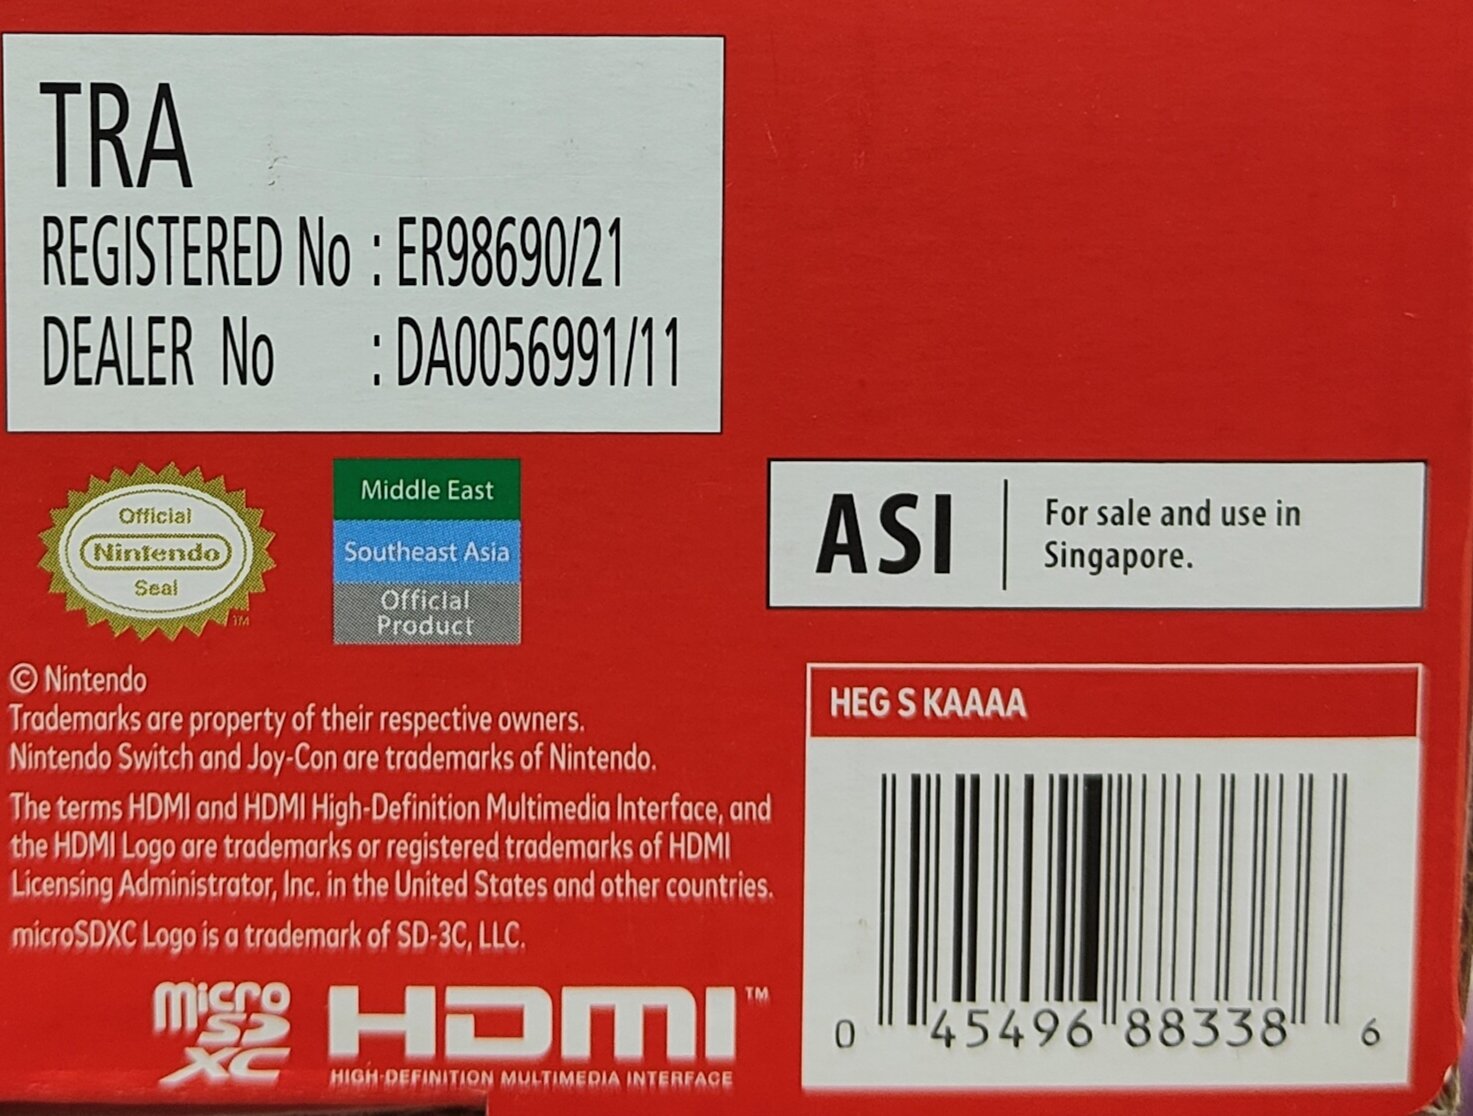 TRA
REGISTERED No : ER98690/21
DEALER No : DA0056991/11
Official
Nintendo
Seal
TM
Middle East
Southeast Asia
Official
Product
ASI
For sale and use in
Singapore.
© Nintendo
Trademarks are property of their respective owners.
Nintendo Switch and Joy-Con are trademarks of Nintendo.
The terms HDMI and HDMI High-Definition Multimedia Interface, and
the HDMI Logo are trademarks or registered trademarks of HDMI
Licensing Administrator, Inc. in the United States and other countries.
microSDXC Logo is a trademark of SD-3C, LLC.
micro
SD
XC
HDMI™
HIGH-DEFINITION MULTIMEDIA INTERFACE
HEG S KAAAA
0 45496 88338 6